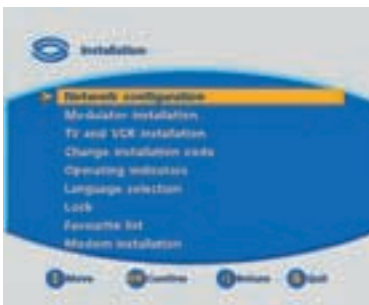 Installation
Network configuration
Modulator installation
TV and VCR installation
Change installation code
Operating indicators
Language selection
Lock
Favourite list
Modem installation
Move OK Confirm Return Quit